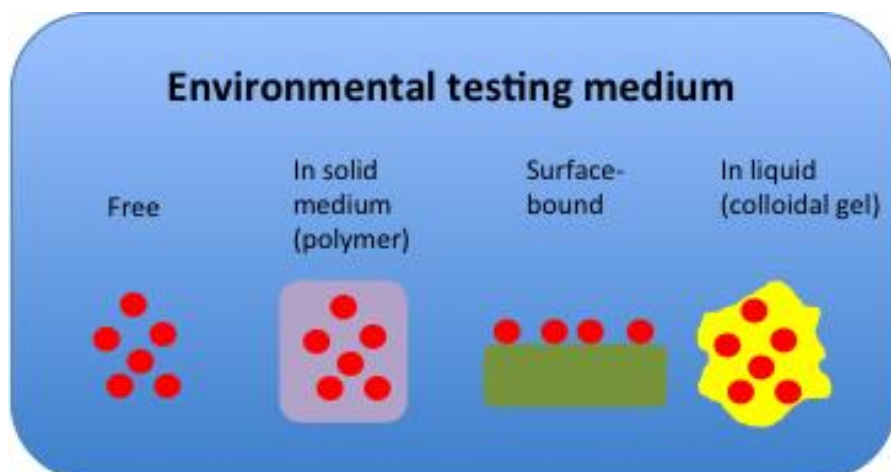 Environmental testing medium
Free
In solid
medium
(polymer)
Surface-
bound
In liquid
(colloidal gel)